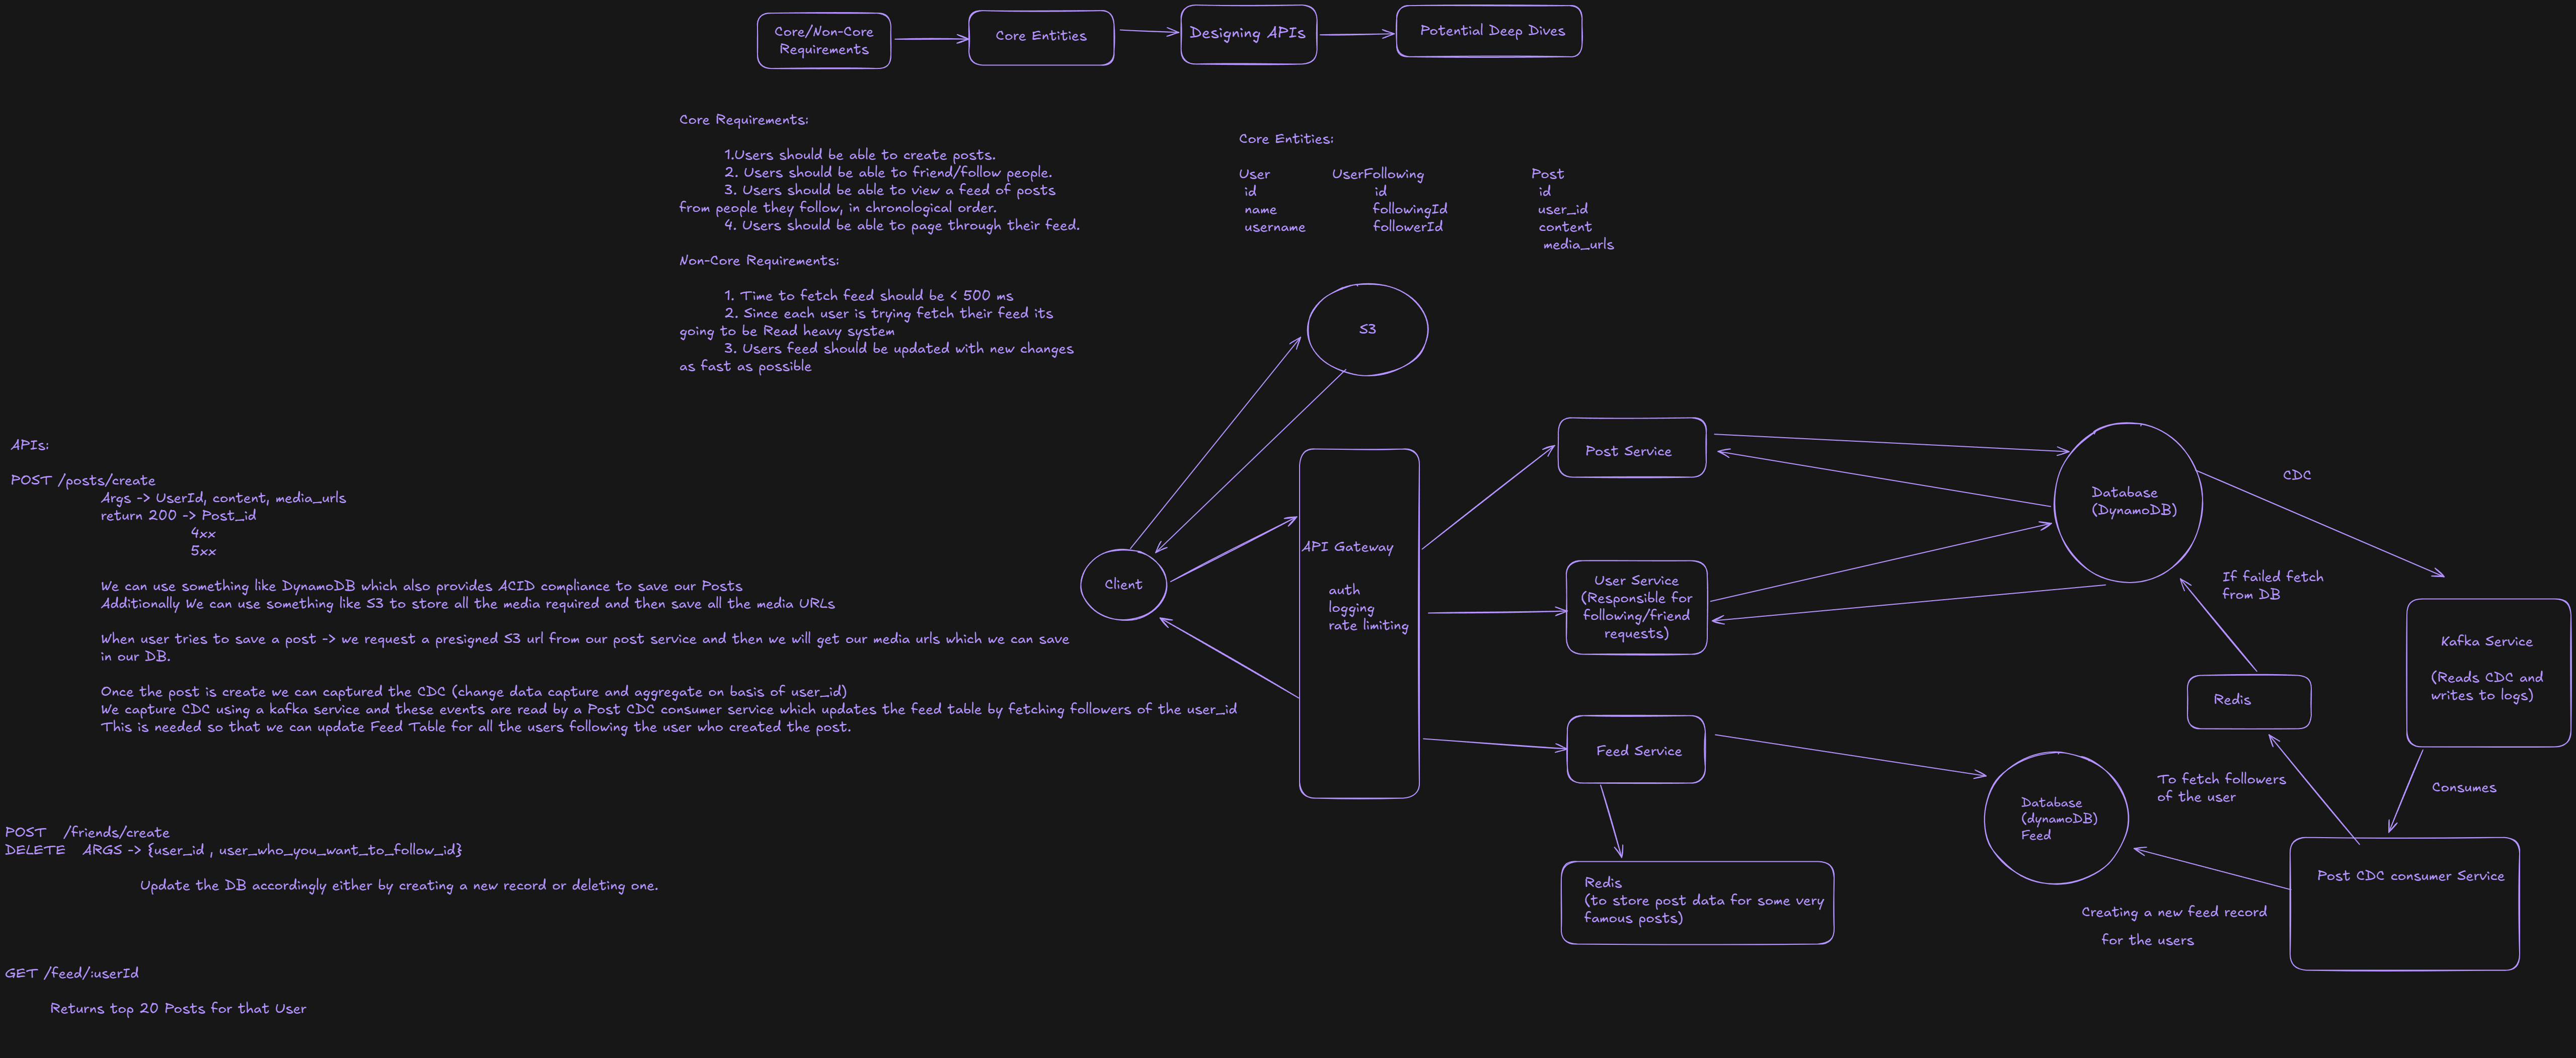 Core/Non-Core
Requirements
Core Entities
Designing APIs
Potential Deep Dives
Core Requirements:
1.Users should be able to create posts.
2. Users should be able to friend/follow people.
3. Users should be able to view a feed of posts
from people they follow, in chronological order.
4. Users should be able to page through their feed.
Non-Core Requirements:
1. Time to fetch feed should be < 500 ms
2. Since each user is trying fetch their feed its
going to be Read heavy system
3. Users feed should be updated with new changes
as fast as possible
Core Entities:
User
id
name
username
UserFollowing
id
followingId
followerId
Post
id
user_id
content
media_urls
APIs:
POST /posts/create
Args -> UserId, content, media_urls
return 200 -> Post_id
4xx
5xx
We can use something like DynamoDB which also provides ACID compliance to save our Posts
Additionally We can use something like S3 to store all the media required and then save all the media URLs
When user tries to save a post -> we request a presigned S3 url from our post service and then we will get our media urls which we can save
in our DB.
Once the post is create we can captured the CDC (change data capture and aggregate on basis of user_id)
We capture CDC using a kafka service and these events are read by a Post CDC consumer service which updates the feed table by fetching followers of the user_id
This is needed so that we can update Feed Table for all the users following the user who created the post.
POST /friends/create
DELETE ARGS -> {user_id , user_who_you_want_to_follow_id}
Update the DB accordingly either by creating a new record or deleting one.
GET /feed/:userId
Returns top 20 Posts for that User
S3
Client
API Gateway
auth
logging
rate limiting
Post Service
User Service
(Responsible for
following/friend
requests)
Feed Service
Redis
(to store post data for some very
famous posts)
Database
(DynamoDB)
CDC
If failed fetch
from DB
Kafka Service
(Reads CDC and
writes to logs)
Redis
To fetch followers
of the user
Consumes
Database
(dynamoDB)
Feed
Post CDC consumer Service
Creating a new feed record
for the users